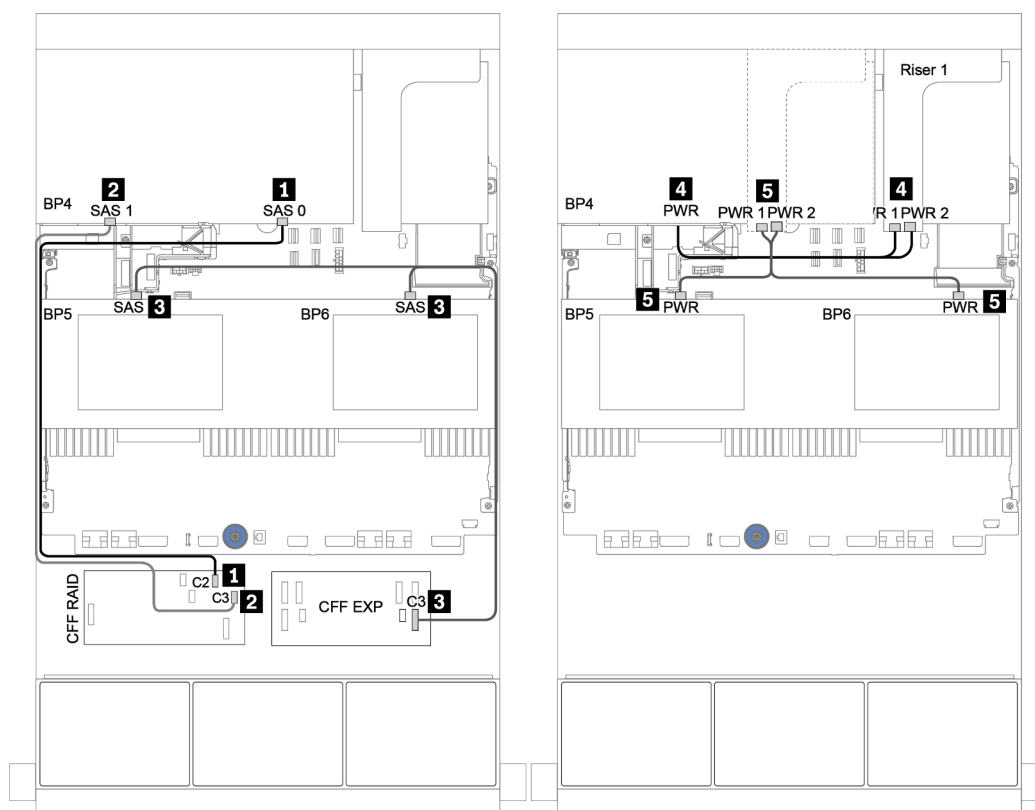 Riser 1
2
1
4
5
4
BP4
SAS 1
SAS 0
BP4
PWR
PWR 1 PWR 2
/R 1 PWR 2
BP5
SAS 3
BP6
SAS 3
BP5
5 PWR
BP6
PWR 5
CFF RAID
C2 1
C3 2
CFF EXP
C3 3